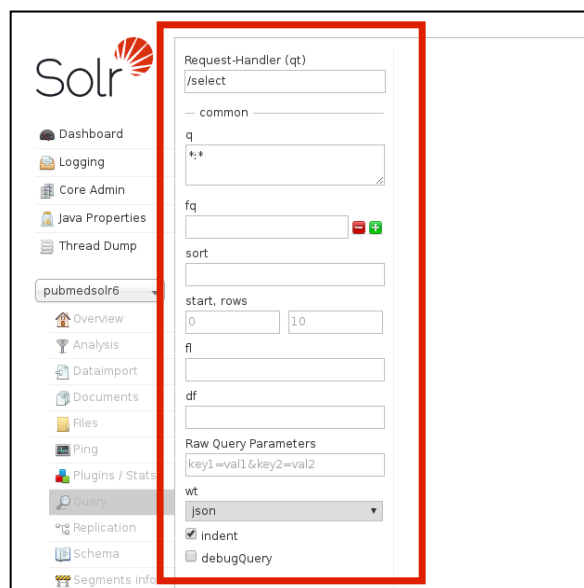 Solr
Dashboard
Logging
Core Admin
Java Properties
Thread Dump
pubmedsolr6
Overview
Analysis
Dataimport
Documents
Files
Ping
Plugins / Stats
Query
Replication
Schema
Segments info
Request-Handler (qt)
/select
common
q
*:*
fq
sort
start, rows
0 10
fl
df
Raw Query Parameters
key1=val1&key2=val2
wt
json
indent
debugQuery